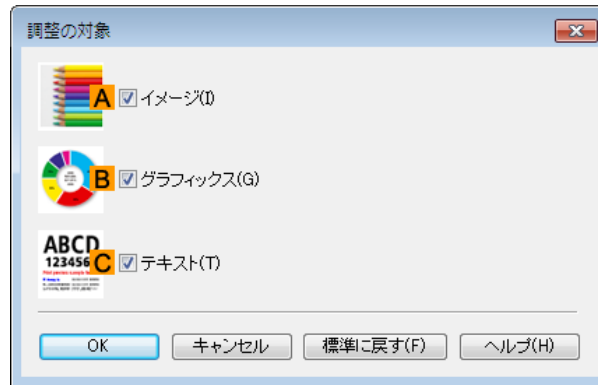 調整の対象
A イメージ(I)
B グラフィックス(G)
ABCD
123456
C テキスト(T)
OK キャンセル 標準に戻す(F) ヘルプ(H)